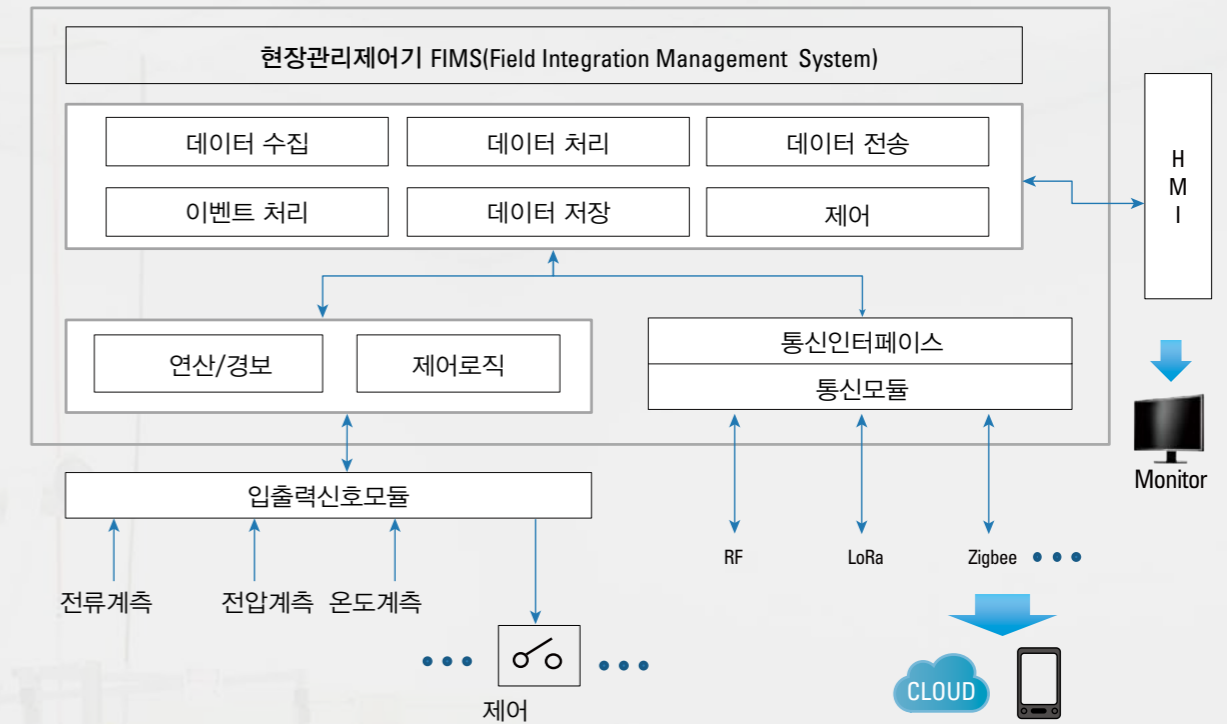 현장관리제어기 FIMS(Field Integration Management System)
데이터 수집
데이터 처리
데이터 전송
이벤트 처리
데이터 저장
제어
H
M
I
연산/경보
제어로직
통신인터페이스
통신모듈
Monitor
입출력신호모듈
RF
LoRa
Zigbee
전류계측
전압계측
온도계측
CLOUD
제어